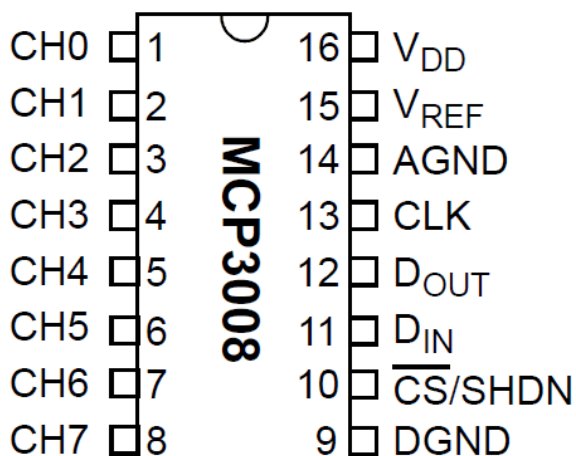 CH0 1 16 VDD
CH1 2 15 VREF
CH2 3 14 AGND
CH3 4 13 CLK
CH4 5 12 DOUT
CH5 6 11 DIN
CH6 7 10 C̅S̅/SHDN
CH7 8 9 DGND
MCP3008